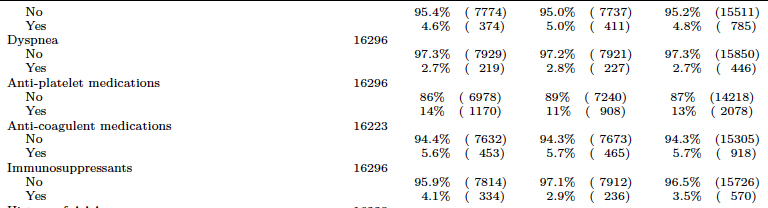 No 95.4% ( 7774) 95.0% ( 7737) 95.2% (15511)
Yes 4.6% ( 374) 5.0% ( 411) 4.8% ( 785)
Dyspnea 16296
No 97.3% ( 7929) 97.2% ( 7921) 97.3% (15850)
Yes 2.7% ( 219) 2.8% ( 227) 2.7% ( 446)
Anti-platelet medications 16296
No 86% ( 6978) 89% ( 7240) 87% (14218)
Yes 14% ( 1170) 11% ( 908) 13% ( 2078)
Anti-coagulent medications 16223
No 94.4% ( 7632) 94.3% ( 7673) 94.3% (15305)
Yes 5.6% ( 453) 5.7% ( 465) 5.7% ( 918)
Immunosuppressants 16296
No 95.9% ( 7814) 97.1% ( 7912) 96.5% (15726)
Yes 4.1% ( 334) 2.9% ( 236) 3.5% ( 570)